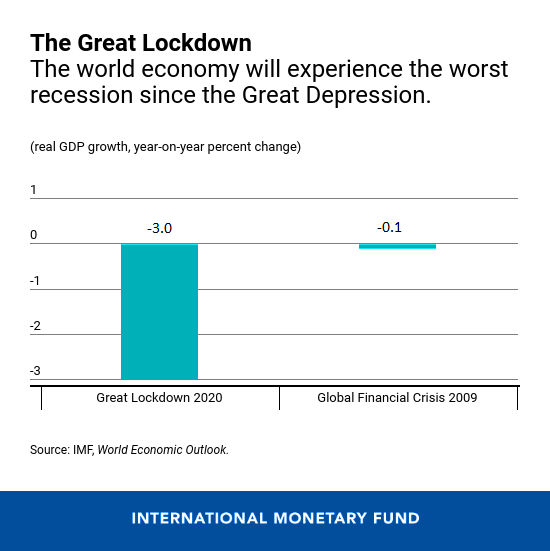 The Great Lockdown
The world economy will experience the worst
recession since the Great Depression.
(real GDP growth, year-on-year percent change)
1
-3.0
-0.1
0
-1
-2
-3
Great Lockdown 2020
Global Financial Crisis 2009
Source: IMF, World Economic Outlook.
INTERNATIONAL MONETARY FUND